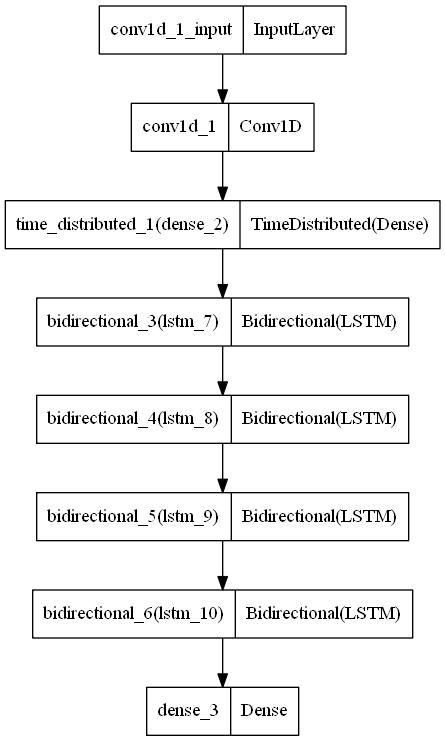 conv1d_1_input InputLayer
conv1d_1 Conv1D
time_distributed_1(dense_2) TimeDistributed(Dense)
bidirectional_3(lstm_7) Bidirectional(LSTM)
bidirectional_4(lstm_8) Bidirectional(LSTM)
bidirectional_5(lstm_9) Bidirectional(LSTM)
bidirectional_6(lstm_10) Bidirectional(LSTM)
dense_3 Dense